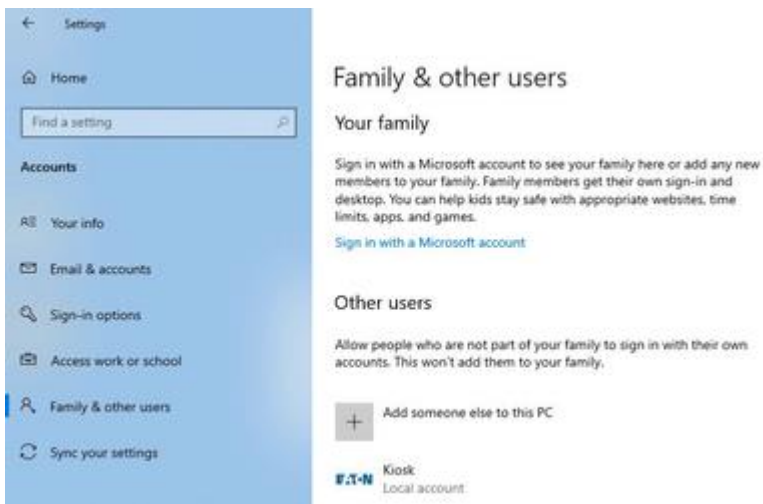 Settings
Home
Find a setting
Accounts
Your info
Email & accounts
Sign-in options
Access work or school
Family & other users
Sync your settings
Family & other users
Your family
Sign in with a Microsoft account to see your family here or add any new
members to your family. Family members get their own sign-in and
desktop. You can help kids stay safe with appropriate websites, time
limits, apps, and games.
Sign in with a Microsoft account
Other users
Allow people who are not part of your family to sign in with their own
accounts. This won't add them to your family.
Add someone else to this PC
EATON
Kiosk
Local account